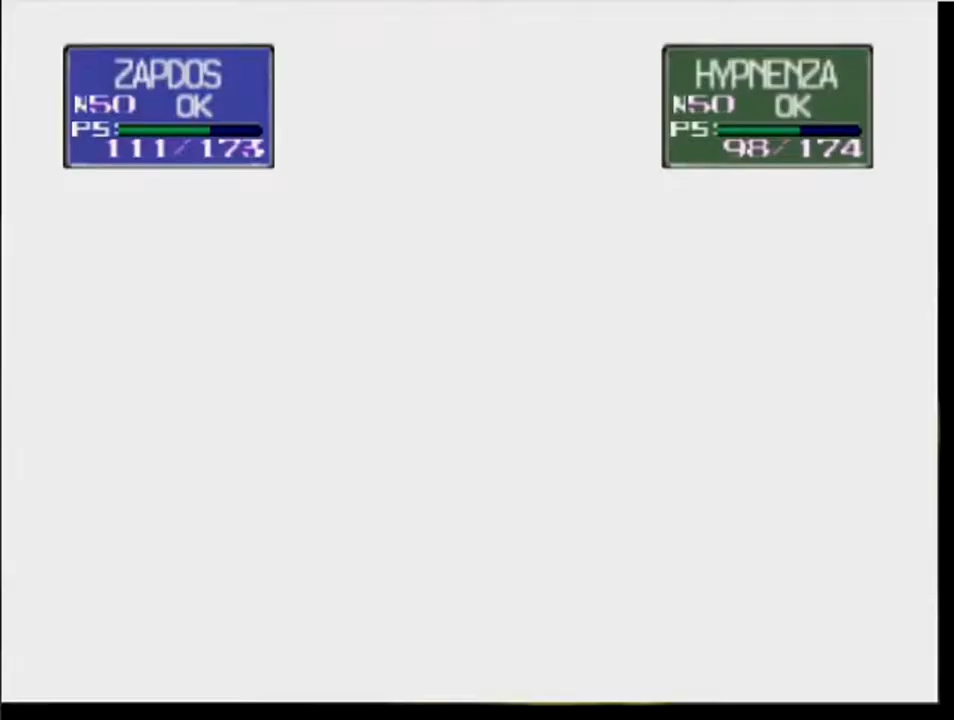 ZAPDOS
N50 OK
PS:
111/173
HYPNENZA
N50 OK
PS:
98/174